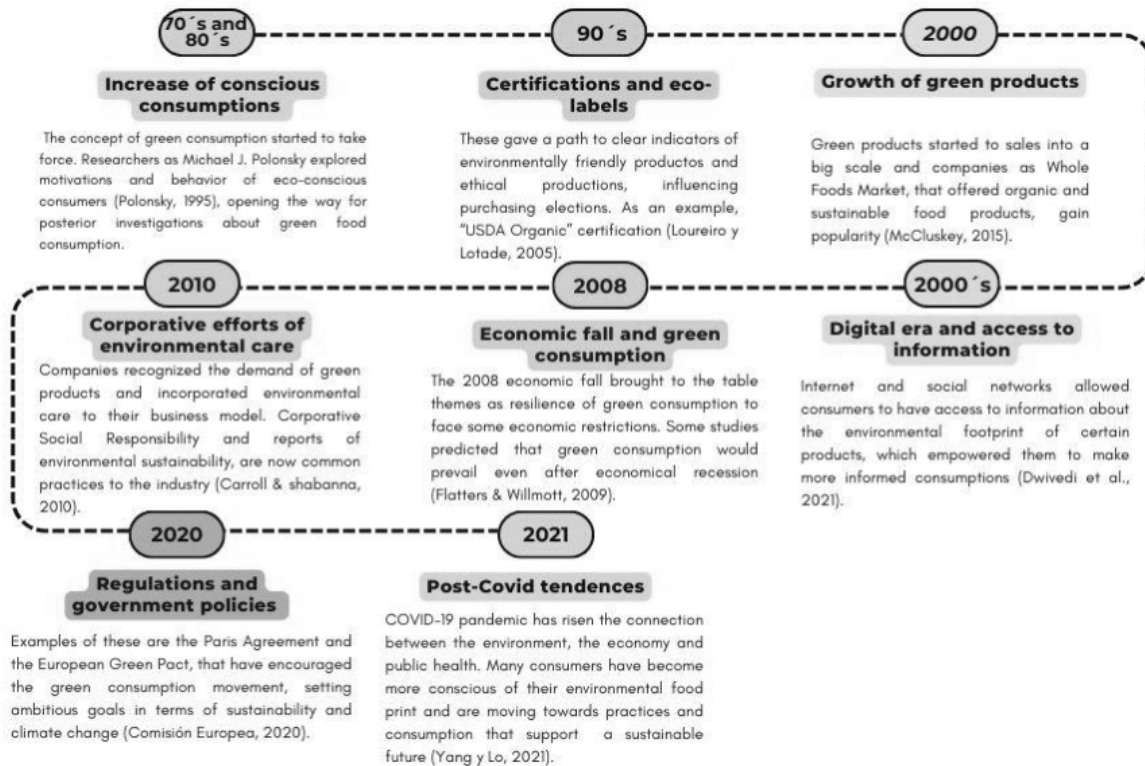 70´s and
80´s
Increase of conscious
consumptions
The concept of green consumption started to take
force. Researchers as Michael J. Polonsky explored
motivations and behavior of eco-conscious
consumers (Polonsky, 1995), opening the way for
posterior investigations about green food
consumption.
90´s
Certifications and eco-
labels
These gave a path to clear indicators of
environmentally friendly productos and
ethical productions, influencing
purchasing elections. As an example,
"USDA Organic" certification (Loureiro y
Lotade, 2005).
2000
Growth of green products
Green products started to sales into a
big scale and companies as Whole
Foods Market, that offered organic and
sustainable food products, gain
popularity (McCluskey, 2015).
2000´s
Digital era and access to
information
Internet and social networks allowed
consumers to have access to information about
the environmental footprint of certain
products, which empowered them to make
more informed consumptions (Dwivedi et al.,
2021).
2008
Economic fall and green
consumption
The 2008 economic fall brought to the table
themes as resilience of green consumption to
face some economic restrictions. Some studies
predicted that green consumption would
prevail even after economical recession
(Flatters & Willmott, 2009).
2010
Corporative efforts of
environmental care
Companies recognized the demand of green
products and incorporated environmental
care to their business model. Corporative
Social Responsibility and reports of
environmental sustainability, are now common
practices to the industry (Carroll & shabanna,
2010).
2020
Regulations and
government policies
Examples of these are the Paris Agreement and
the European Green Pact, that have encouraged
the green consumption movement, setting
ambitious goals in terms of sustainability and
climate change (Comisión Europea, 2020).
2021
Post-Covid tendences
COVID-19 pandemic has risen the connection
between the environment, the economy and
public health. Many consumers have become
more conscious of their environmental food
print and are moving towards practices and
consumption that support a sustainable
future (Yang y Lo, 2021).